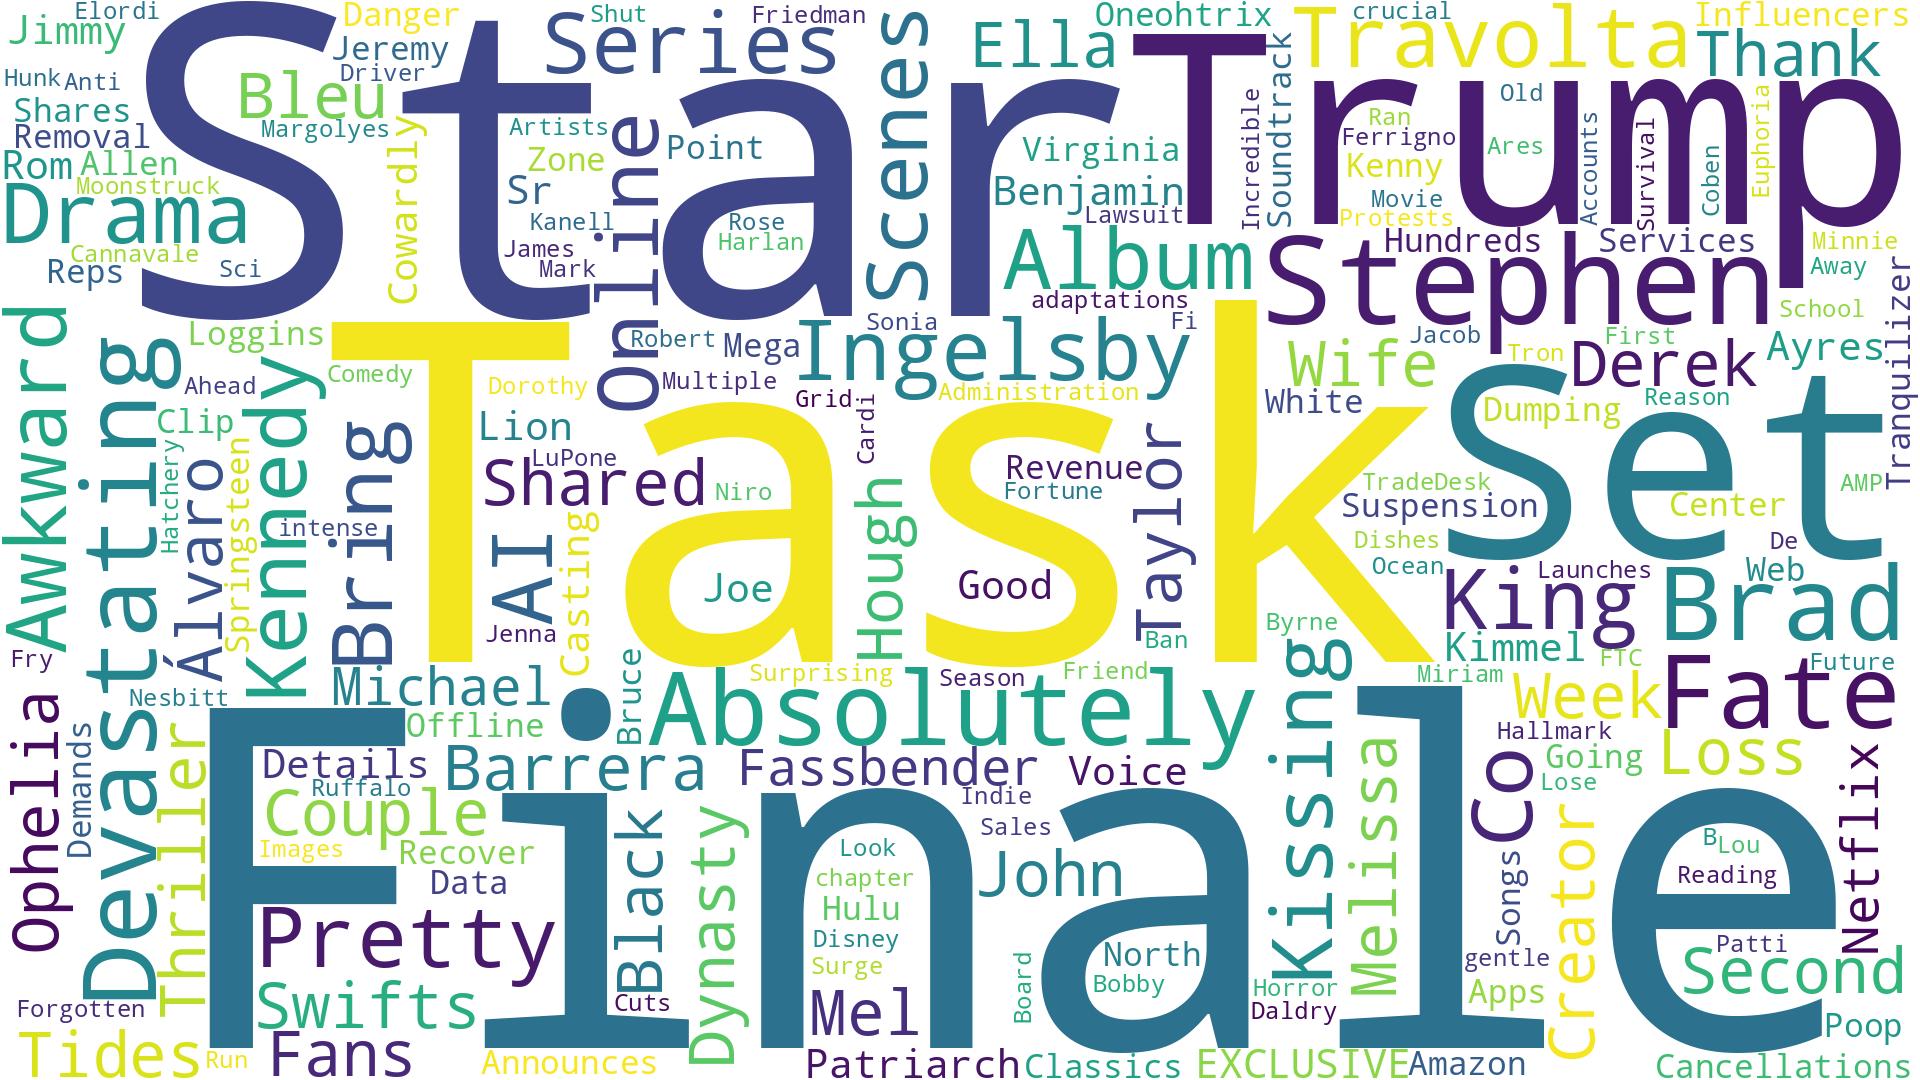 Elordi
Danger
Shut
Friedman
Oneohtrix
crucial
Influencers
Jimmy
Jeremy
Series
Scenes
Ella
Travolta
Thank
Hunk
Anti
Driver
Star
Trump
Shares
Bleu
Margolyes
Artists
Online
Point
Virginia
Incredible
Soundtrack
Old
Ran
Ferrigno
Ares
Accounts
Survival
Coben
Euphoria
Removal
Cowardly
Zone
Kenny
Rom
Allen
Moonstruck
Sr
Benjamin
Movie
Drama
Kanell
Rose
Lawsuit
Protests
Cannavale
James
Harlan
Album
Stephen
Hundreds
Services
Minnie
Reps
Sci
Mark
Away
adaptations
School
Tranquilizer
Awkward
Devastating
Loggins
Kennedy
Task
Robert
Mega
Sonia
Ingelsby
Fi
Jacob
Tron
First
Derek
Ayres
Ahead
Comedy
Dorothy
Multiple
Grid
Cardi
Administration
Wife
White
Set
Reason
Dumping
Clip
Hatchery
Álvaro
Springsteen
Bring
Lion
LuPone
Shared
Niro
Hough
Revenue
Fortune
Taylor
TradeDesk
Suspension
Center
AMP
intense
AI
Casting
Dishes
De
Joe
Good
Ocean
King
Launches
Web
Brad
Jenna
Ban
Byrne
Kimmel
FTC
Fry
Ophelia
Nesbitt
Michael
Bruce
Surprising
Season
Friend
Kissing
Miriam
Future
Week
Fate
Finale
Offline
Absolutely
Demands
Thriller
Details
Barrera
Fassbender
Voice
Melissa
Hallmark
Co
Going
Loss
Netflix
Ruffalo
Couple
Indie
Lose
Creator
Images
Recover
Black
Dynasty
Sales
Look
John
B
Lou
Data
chapter
Songs
Reading
Pretty
Hulu
Disney
North
Patti
Surge
Board
Bobby
Horror
gentle
Second
Forgotten
Swifts
Cuts
Mel
Daldry
Apps
Poop
Tides
Run
Fans
Announces
Patriarch
Classics
EXCLUSIVE
Amazon
Cancellations